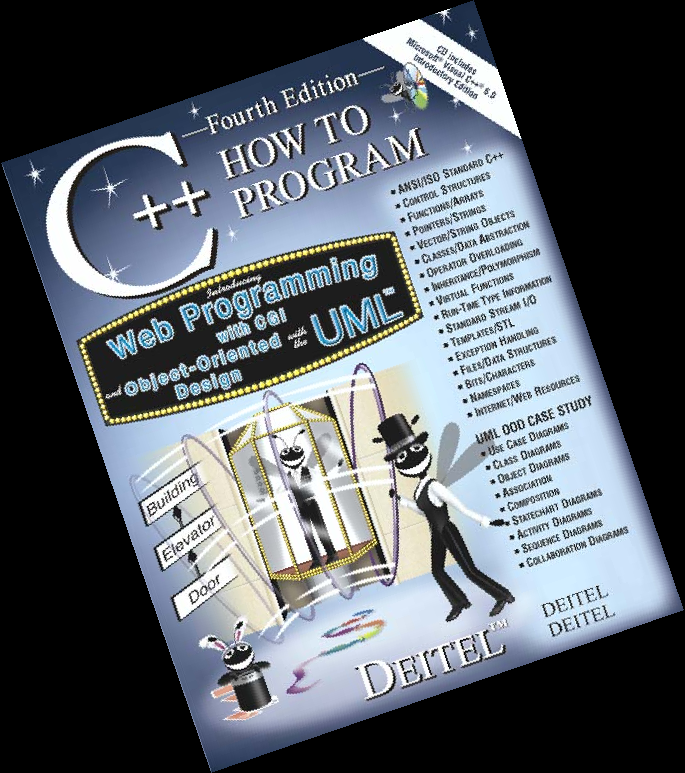 CD includes
Microsoft® Visual C++® 6.0
Introductory Edition
Fourth Edition
C++
HOW TO
PROGRAM
▪ ANSI/ISO STANDARD C++
▪ CONTROL STRUCTURES
▪ FUNCTIONS/ARRAYS
▪ POINTERS/STRINGS
▪ VECTOR/STRING OBJECTS
▪ CLASSES/DATA ABSTRACTION
▪ OPERATOR OVERLOADING
▪ INHERITANCE/POLYMORPHISM
▪ VIRTUAL FUNCTIONS
▪ RUN-TIME TYPE INFORMATION
▪ STANDARD STREAM I/O
▪ TEMPLATES/STL
▪ EXCEPTION HANDLING
▪ FILES/DATA STRUCTURES
▪ BITS/CHARACTERS
▪ NAMESPACES
▪ INTERNET/WEB RESOURCES
UML OOD CASE STUDY
▪ USE CASE DIAGRAMS
▪ CLASS DIAGRAMS
▪ OBJECT DIAGRAMS
▪ ASSOCIATION
▪ COMPOSITION
▪ STATECHART DIAGRAMS
▪ ACTIVITY DIAGRAMS
▪ SEQUENCE DIAGRAMS
▪ COLLABORATION DIAGRAMS
Introducing
Web Programming
with CGI
and Object-Oriented
Design
with
the
UML™
Building
Elevator
Door
DEITEL™
DEITEL
DEITEL